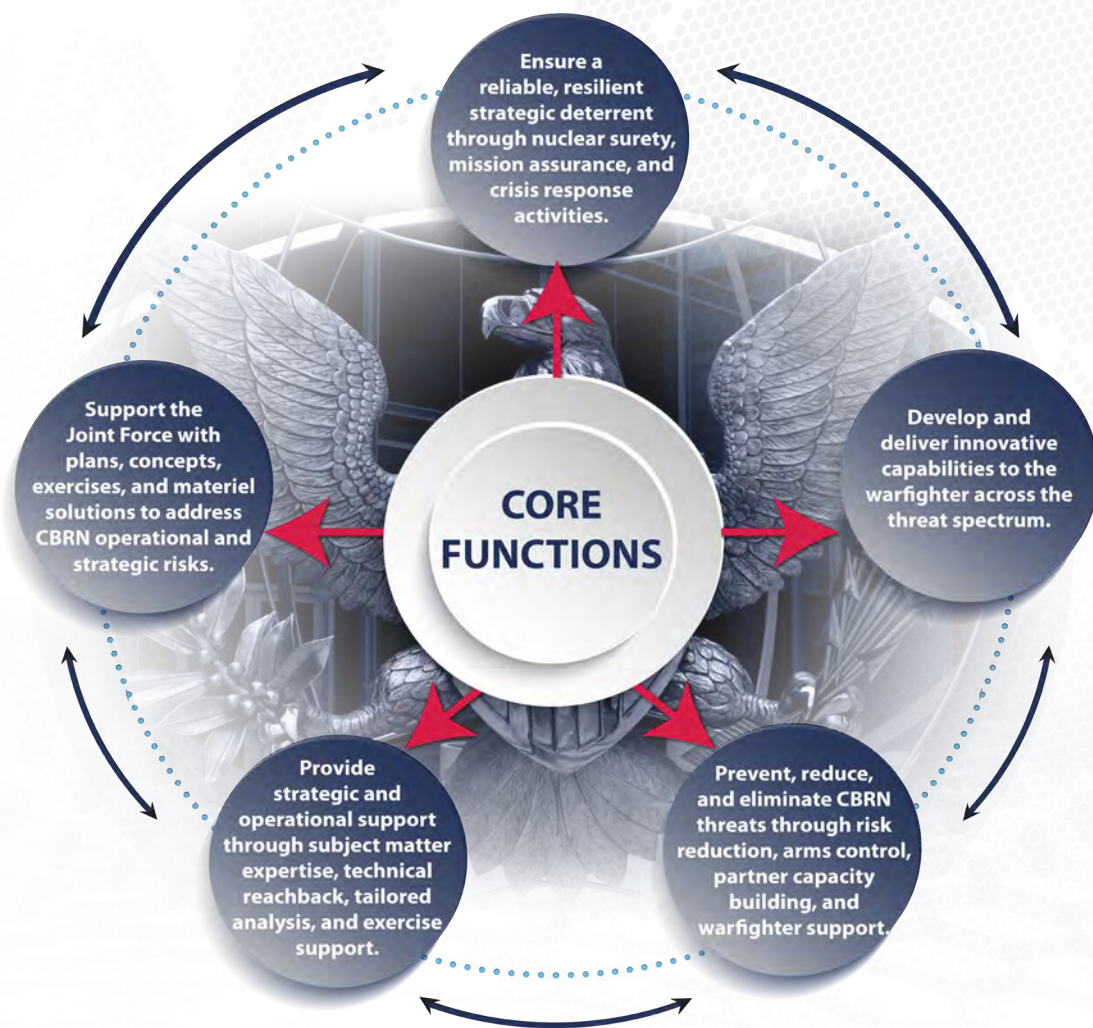 Ensure a
reliable, resilient
strategic deterrent
through nuclear surety,
mission assurance, and
crisis response
activities.
Support the
Joint Force with
plans, concepts,
exercises, and materiel
solutions to address
CBRN operational and
strategic risks.
CORE
FUNCTIONS
Develop and
deliver innovative
capabilities to the
warfighter across the
threat spectrum.
Provide
strategic and
operational support
through subject matter
expertise, technical
reachback, tailored
analysis, and exercise
support.
Prevent, reduce,
and eliminate CBRN
threats through risk
reduction, arms control,
partner capacity
building, and
warfighter support.